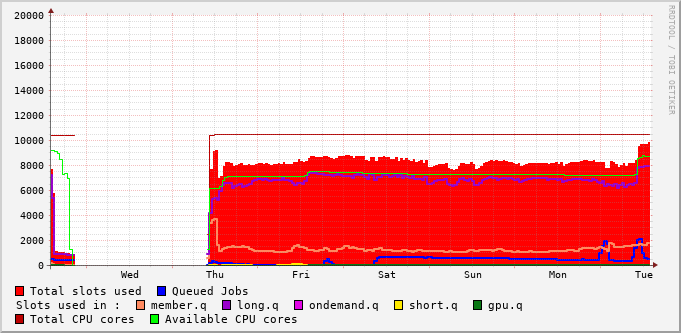 RRDTOOL / TOBI OETIKER
20000
18000
16000
14000
12000
10000
8000
6000
4000
2000
0
Wed Thu Fri Sat Sun Mon Tue
Total slots used Queued Jobs
Slots used in : member.q long.q ondemand.q short.q gpu.q
Total CPU cores Available CPU cores